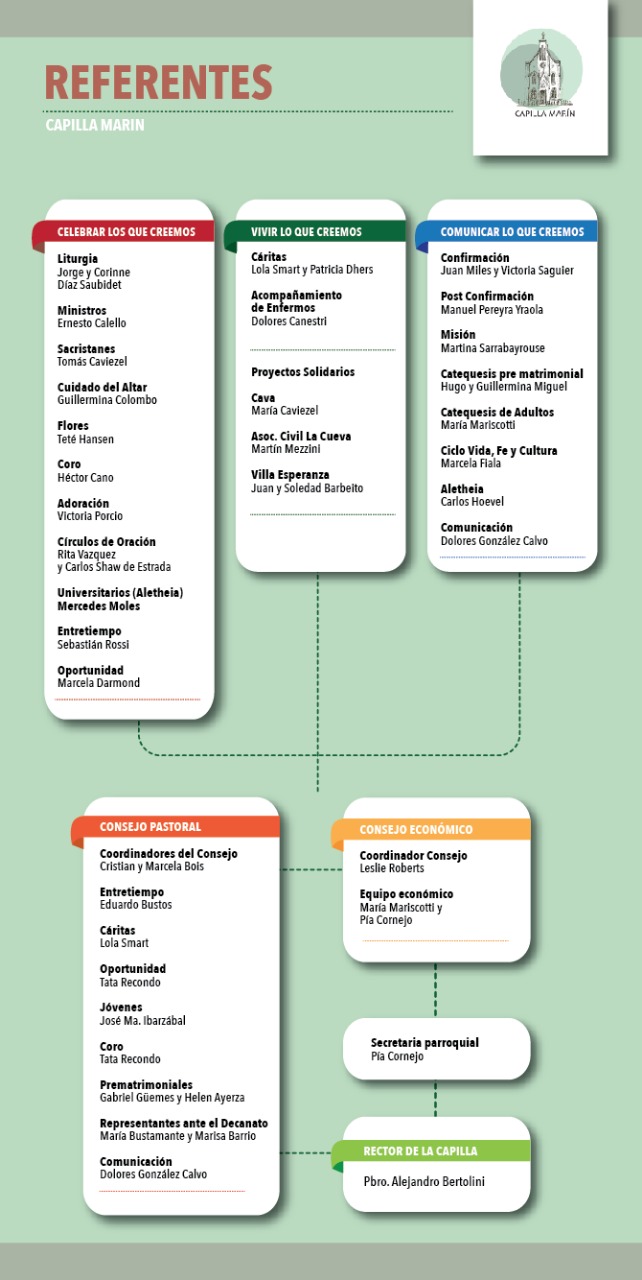 REFERENTES
CAPILLA MARIN
CAPILLA MARÍN
CELEBRAR LOS QUE CREEMOS
Liturgia
Jorge y Corinne
Díaz Saubidet
Ministros
Ernesto Calello
Sacristanes
Tomás Caviezel
Cuidado del Altar
Guillermina Colombo
Flores
Teté Hansen
Coro
Héctor Cano
Adoración
Victoria Porcio
Círculos de Oración
Rita Vazquez
y Carlos Shaw de Estrada
Universitarios (Aletheia)
Mercedes Moles
Entretiempo
Sebastián Rossi
Oportunidad
Marcela Darmond
VIVIR LO QUE CREEMOS
Cáritas
Lola Smart y Patricia Dhers
Acompañamiento
de Enfermos
Dolores Canestri
Proyectos Solidarios
Cava
María Caviezel
Asoc. Civil La Cueva
Martín Mezzini
Villa Esperanza
Juan y Soledad Barbeito
COMUNICAR LO QUE CREEMOS
Confirmación
Juan Miles y Victoria Saguier
Post Confirmación
Manuel Pereyra Yraola
Misión
Martina Sarrabayrouse
Catequesis pre matrimonial
Hugo y Guillermina Miguel
Catequesis de Adultos
María Mariscotti
Ciclo Vida, Fe y Cultura
Marcela Fiala
Aletheia
Carlos Hoevel
Comunicación
Dolores González Calvo
CONSEJO PASTORAL
Coordinadores del Consejo
Cristian y Marcela Bois
Entretiempo
Eduardo Bustos
Cáritas
Lola Smart
Oportunidad
Tata Recondo
Jóvenes
José Ma. Ibarzábal
Coro
Tata Recondo
Prematrimoniales
Gabriel Güemes y Helen Ayerza
Representantes ante el Decanato
María Bustamante y Marisa Barrio
Comunicación
Dolores González Calvo
CONSEJO ECONÓMICO
Coordinador Consejo
Leslie Roberts
Equipo económico
María Mariscotti y
Pía Cornejo
Secretaria parroquial
Pía Cornejo
RECTOR DE LA CAPILLA
Pbro. Alejandro Bertolini